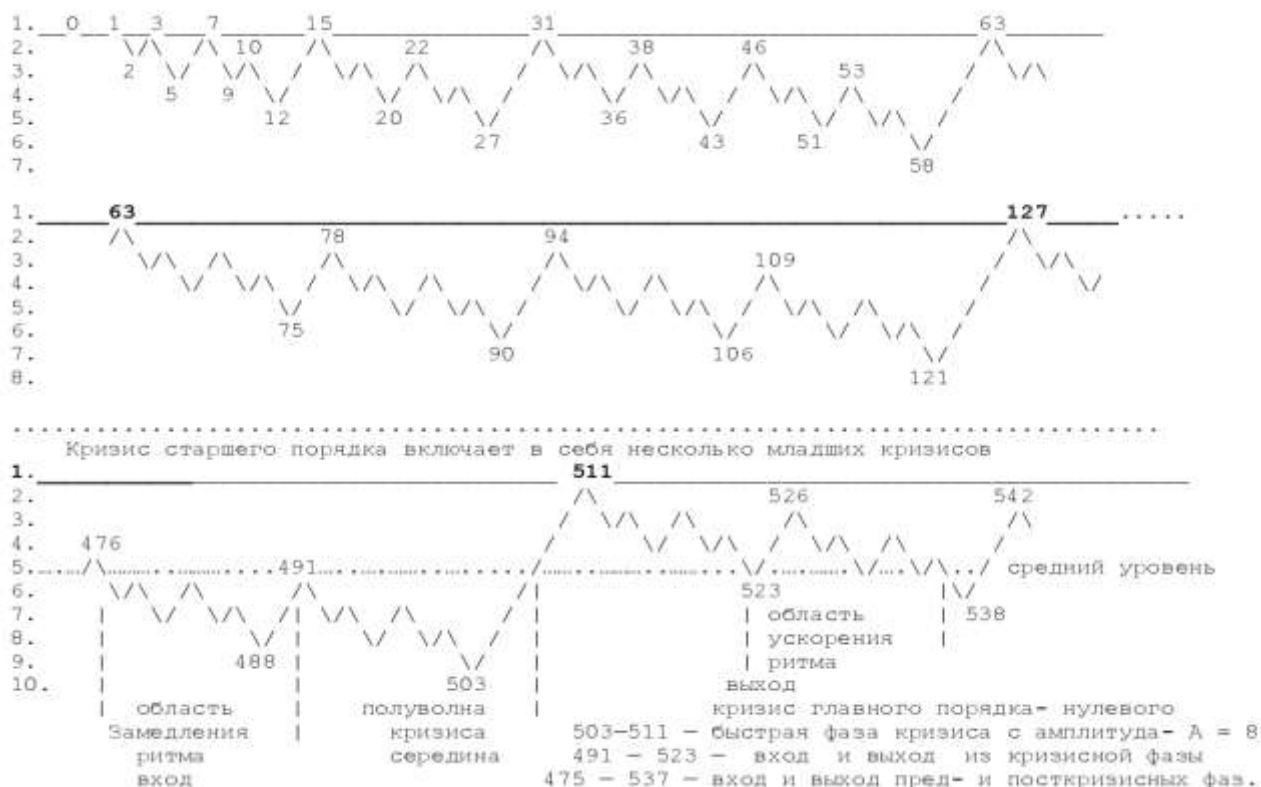 1. 0 1 3 7 15 31 63
2. 10 22 38 46
3. 2 53
4. 5 9
5. 12 20 36
6. 27 43 51
7. 58
1. 63 127 .....
2. 78 94
3. 109
4.
5.
6. 75
7. 90 106
8. 121
Кризис старшего порядка включает в себя несколько младших кризисов
1. 511
2. 526 542
3.
4. 476
5. 491 средний уровень
6. 523
7. область 538
8. ускорения
9. 488 ритма
10. 503 выход
область полуволна кризис главного порядка- нулевого
Замедления кризиса 503-511 - быстрая фаза кризиса с амплитуда- A = 8
ритма середина 491 - 523 - вход и выход из кризисной фазы
вход 475 - 537 - вход и выход пред- и посткризисных фаз.